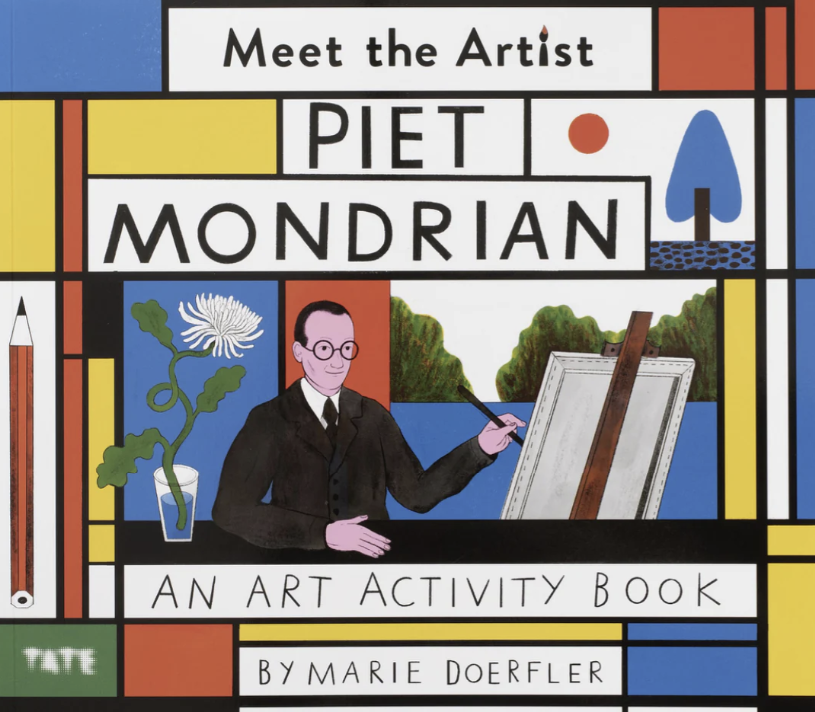 Meet the Artist
PIET
MONDRIAN
AN ART ACTIVITY BOOK
TATE
BY MARIE DOERFLER